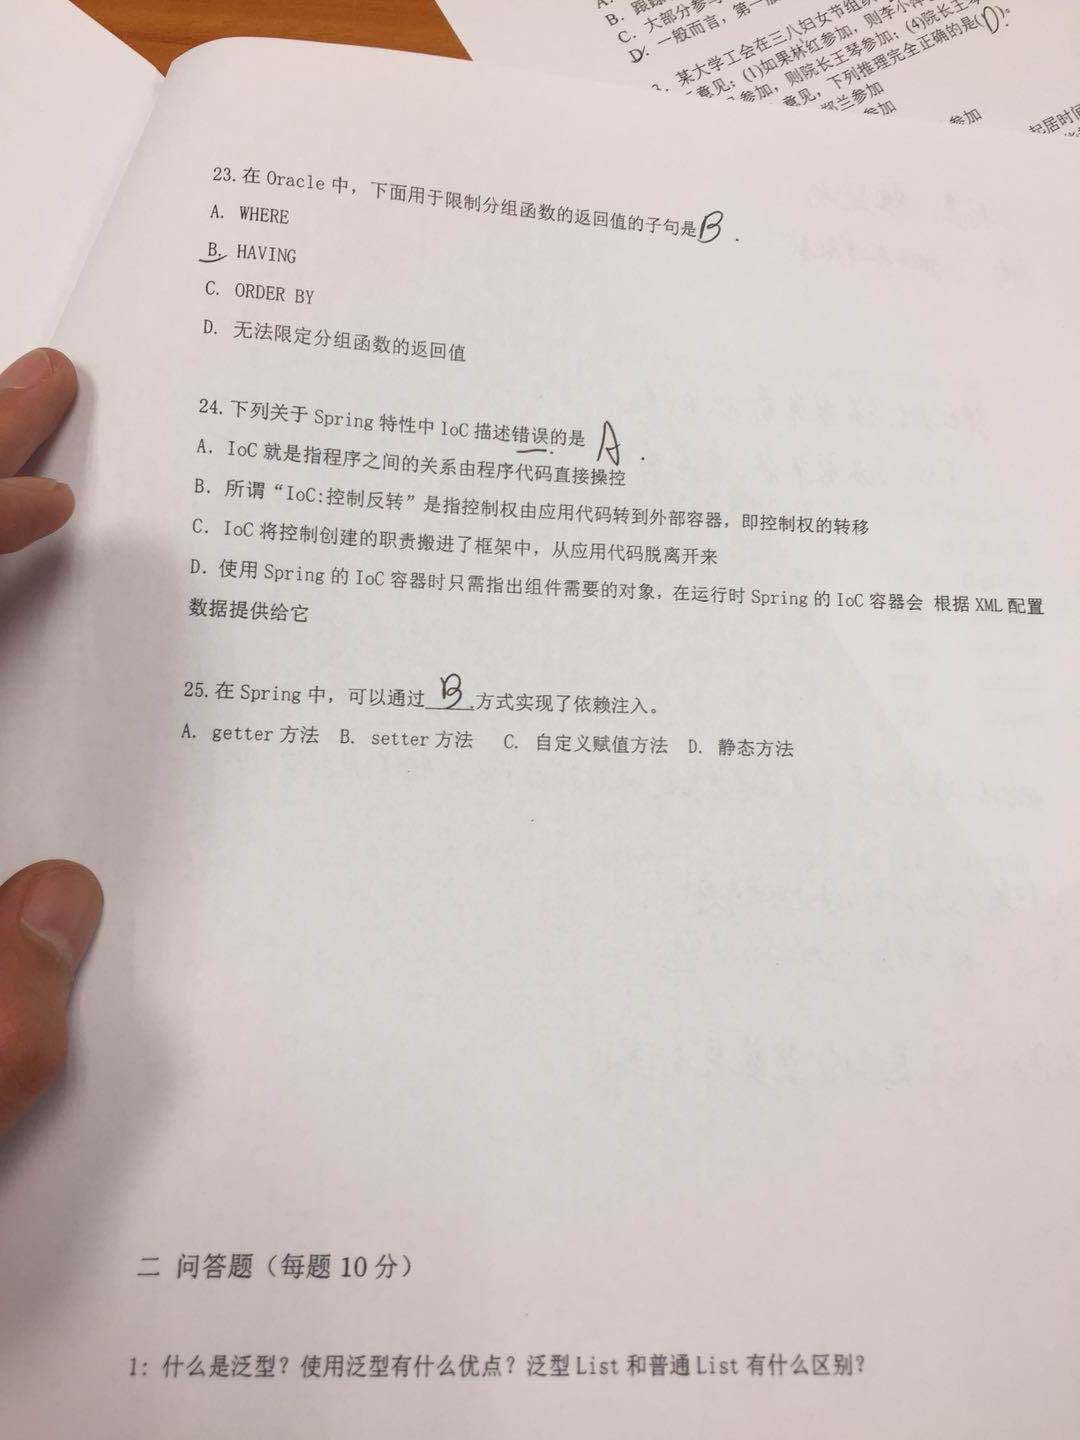 B. 跟踪
C. 大部分参与
D. 一般而言，第一
某大学工会在三八妇女节组织
意见：(1)如果林红参加，则李小
参加，则院长王琴参加；(4)院长王琴
意见，下列推理完全正确的是(D)。
兰参加
参加
参加
起居时间
23.在 Oracle 中，下面用于限制分组函数的返回值的子句是 B .
A. WHERE
B. HAVING
C. ORDER BY
D. 无法限定分组函数的返回值
24.下列关于 Spring 特性中 IoC 描述错误的是 A .
A. IoC 就是指程序之间的关系由程序代码直接操控
B. 所谓“IoC:控制反转”是指控制权由应用代码转到外部容器，即控制权的转移
C. IoC 将控制创建的职责搬进了框架中，从应用代码脱离开来
D. 使用 Spring 的 IoC 容器时只需指出组件需要的对象，在运行时 Spring 的 IoC 容器会 根据 XML 配置
数据提供给它
25.在 Spring 中，可以通过 B 方式实现了依赖注入。
A. getter 方法 B. setter 方法 C. 自定义赋值方法 D. 静态方法
二 问答题（每题 10 分）
1: 什么是泛型？使用泛型有什么优点？泛型 List 和普通 List 有什么区别？